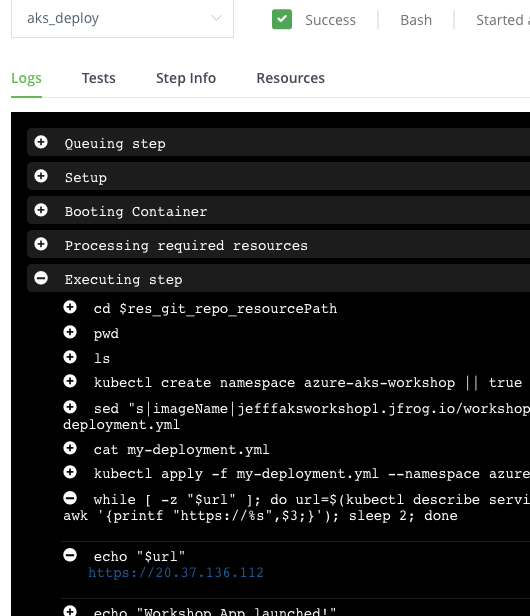 aks_deploy
Success
Bash
Started
Logs
Tests
Step Info
Resources
Queuing step
Setup
Booting Container
Processing required resources
Executing step
cd $res_git_repo_resourcePath
pwd
ls
kubectl create namespace azure-aks-workshop || true
sed "s|imageName|jefffaksworkshop1.jfrog.io/workshop
deployment.yml
cat my-deployment.yml
kubectl apply -f my-deployment.yml --namespace azure
while [ -z "$url" ]; do url=$(kubectl describe servi
awk '{printf "https://%s",$3;}'); sleep 2; done
echo "$url"
https://20.37.136.112
echo "Workshop App launched!"